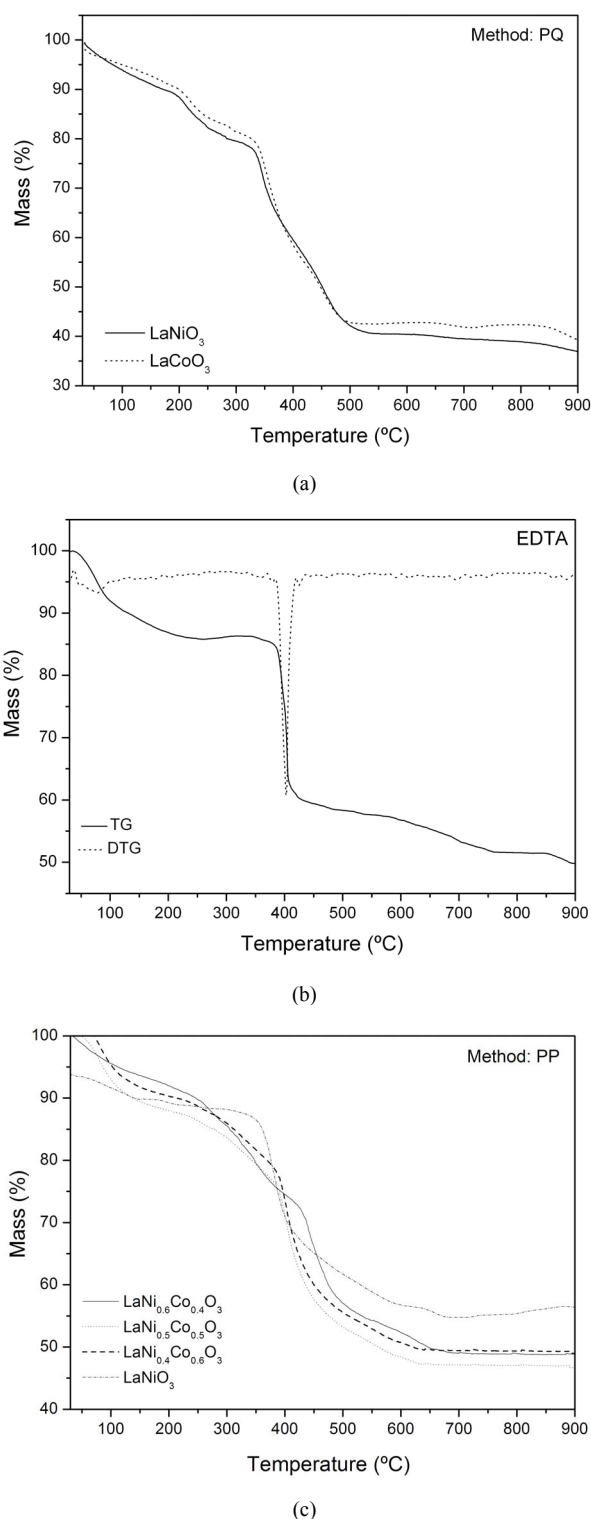 Method: PQ
100
90
80
70
60
50
40
30
Mass (%)
LaNiO₃
LaCoO₃
100 200 300 400 500 600 700 800 900
Temperature (ºC)
(a)
EDTA
100
90
80
70
60
50
Mass (%)
TG
DTG
100 200 300 400 500 600 700 800 900
Temperature (ºC)
(b)
Method: PP
100
90
80
70
60
50
40
Mass (%)
LaNi₀.₆Co₀.₄O₃
LaNi₀.₅Co₀.₅O₃
LaNi₀.₄Co₀.₆O₃
LaNiO₃
100 200 300 400 500 600 700 800 900
Temperature (ºC)
(c)